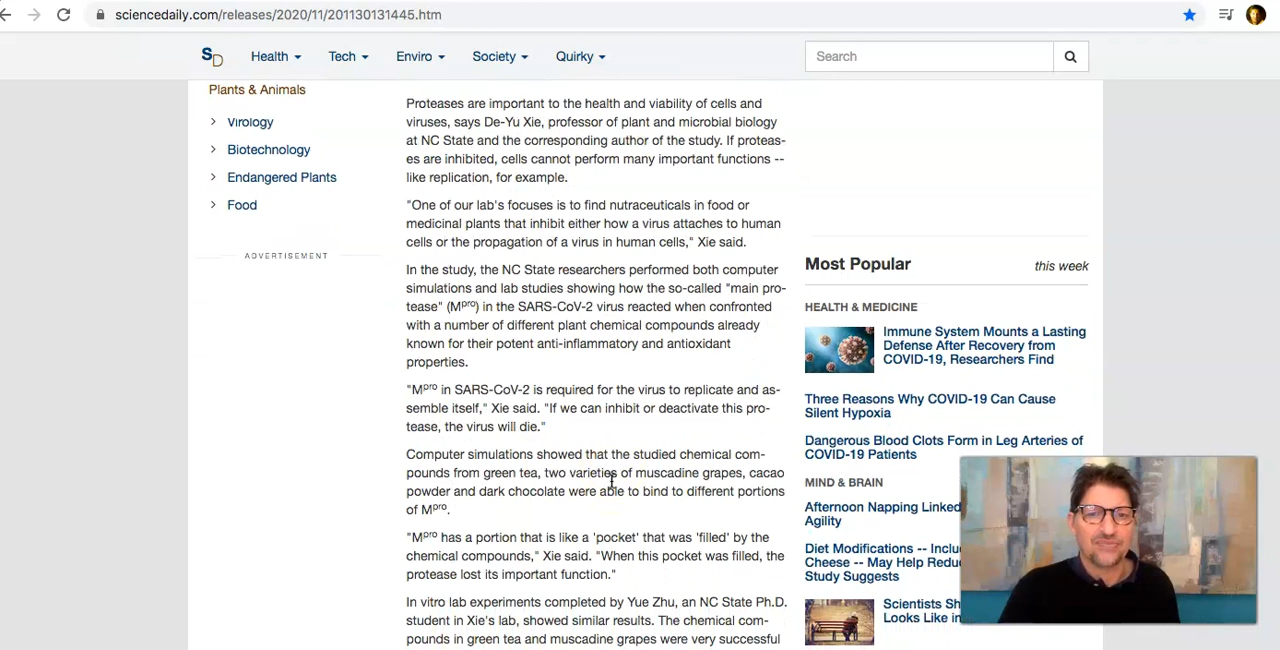 sciencedaily.com/releases/2020/11/201130131445.htm
SD
Health
Tech
Enviro
Society
Quirky
Search
Plants & Animals
Virology
Biotechnology
Endangered Plants
Food
ADVERTISEMENT
Proteases are important to the health and viability of cells and
viruses, says De-Yu Xie, professor of plant and microbial biology
at NC State and the corresponding author of the study. If proteas-
es are inhibited, cells cannot perform many important functions --
like replication, for example.
"One of our lab's focuses is to find nutraceuticals in food or
medicinal plants that inhibit either how a virus attaches to human
cells or the propagation of a virus in human cells," Xie said.
In the study, the NC State researchers performed both computer
simulations and lab studies showing how the so-called "main pro-
tease" (Mpro) in the SARS-CoV-2 virus reacted when confronted
with a number of different plant chemical compounds already
known for their potent anti-inflammatory and antioxidant
properties.
"Mpro in SARS-CoV-2 is required for the virus to replicate and as-
semble itself," Xie said. "If we can inhibit or deactivate this pro-
tease, the virus will die."
Computer simulations showed that the studied chemical com-
pounds from green tea, two varieties of muscadine grapes, cacao
powder and dark chocolate were able to bind to different portions
of Mpro.
"Mpro has a portion that is like a 'pocket' that was 'filled' by the
chemical compounds," Xie said. "When this pocket was filled, the
protease lost its important function."
In vitro lab experiments completed by Yue Zhu, an NC State Ph.D.
student in Xie's lab, showed similar results. The chemical com-
pounds in green tea and muscadine grapes were very successful
Most Popular
this week
HEALTH & MEDICINE
Immune System Mounts a Lasting
Defense After Recovery from
COVID-19, Researchers Find
Three Reasons Why COVID-19 Can Cause
Silent Hypoxia
Dangerous Blood Clots Form in Leg Arteries of
COVID-19 Patients
MIND & BRAIN
Afternoon Napping Linked
Agility
Diet Modifications -- Inclu
Cheese -- May Help Redu
Study Suggests
Scientists Sh
Looks Like in